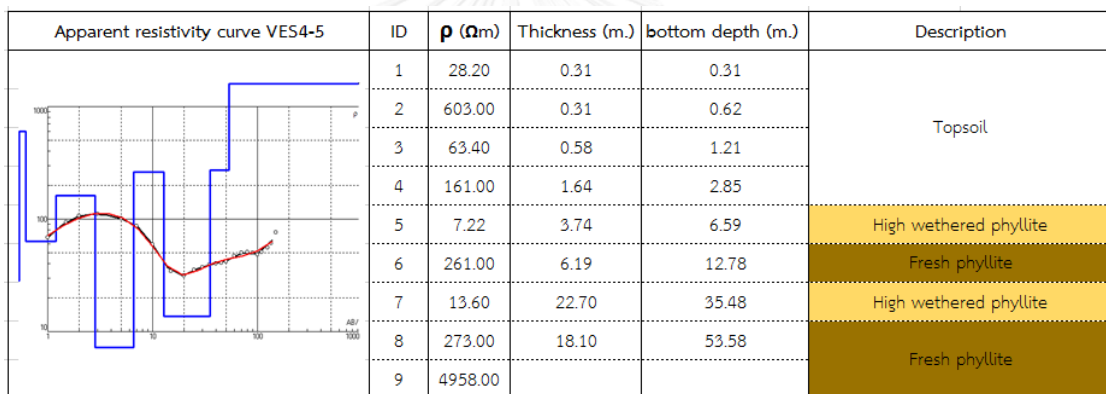 Apparent resistivity curve VES4-5 ID ρ (Ωm) Thickness (m.) bottom depth (m.) Description
1 28.20 0.31 0.31
2 603.00 0.31 0.62
Topsoil
3 63.40 0.58 1.21
4 161.00 1.64 2.85
5 7.22 3.74 6.59 High wethered phyllite
6 261.00 6.19 12.78 Fresh phyllite
7 13.60 22.70 35.48 High wethered phyllite
8 273.00 18.10 53.58
Fresh phyllite
9 4958.00
1000 ρ
100
10 AB/
1 10 100 1000